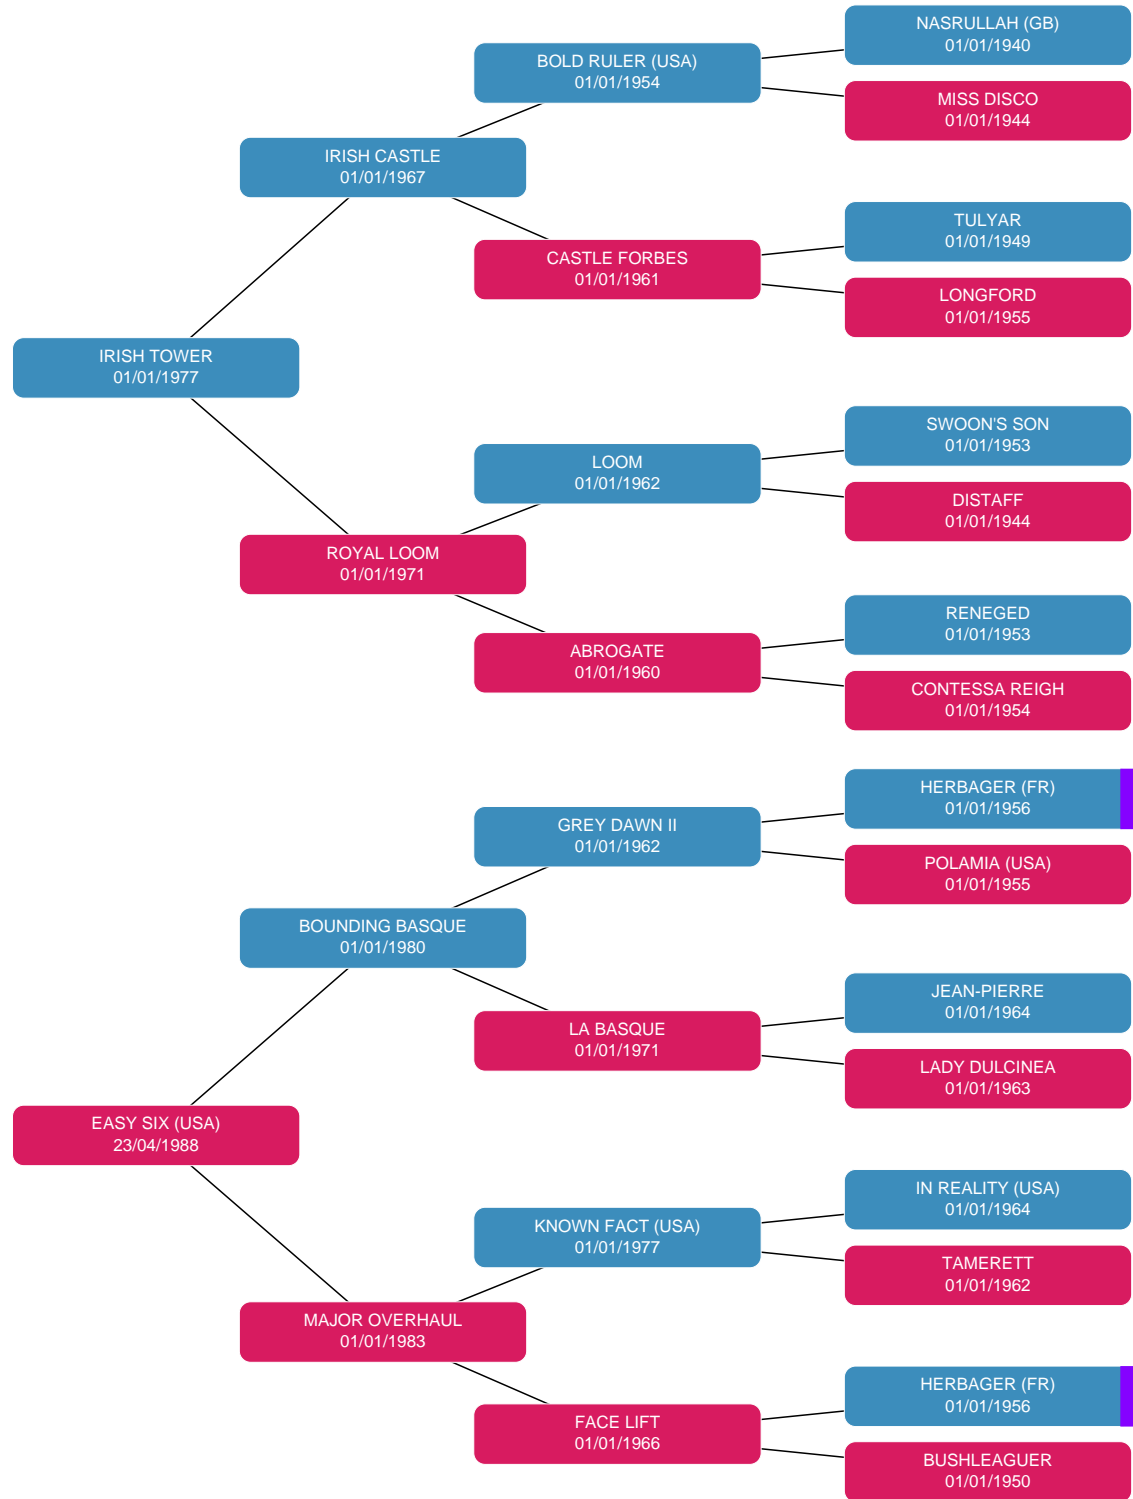 NASRULLAH (GB)
01/01/1940
BOLD RULER (USA)
01/01/1954
MISS DISCO
01/01/1944
IRISH CASTLE
01/01/1967
TULYAR
01/01/1949
CASTLE FORBES
01/01/1961
LONGFORD
01/01/1955
IRISH TOWER
01/01/1977
SWOON'S SON
01/01/1953
LOOM
01/01/1962
DISTAFF
01/01/1944
ROYAL LOOM
01/01/1971
RENEGED
01/01/1953
ABROGATE
01/01/1960
CONTESSA REIGH
01/01/1954
HERBAGER (FR)
01/01/1956
GREY DAWN II
01/01/1962
POLAMIA (USA)
01/01/1955
BOUNDING BASQUE
01/01/1980
JEAN-PIERRE
01/01/1964
LA BASQUE
01/01/1971
LADY DULCINEA
01/01/1963
EASY SIX (USA)
23/04/1988
IN REALITY (USA)
01/01/1964
KNOWN FACT (USA)
01/01/1977
TAMERETT
01/01/1962
MAJOR OVERHAUL
01/01/1983
HERBAGER (FR)
01/01/1956
FACE LIFT
01/01/1966
BUSHLEAGUER
01/01/1950